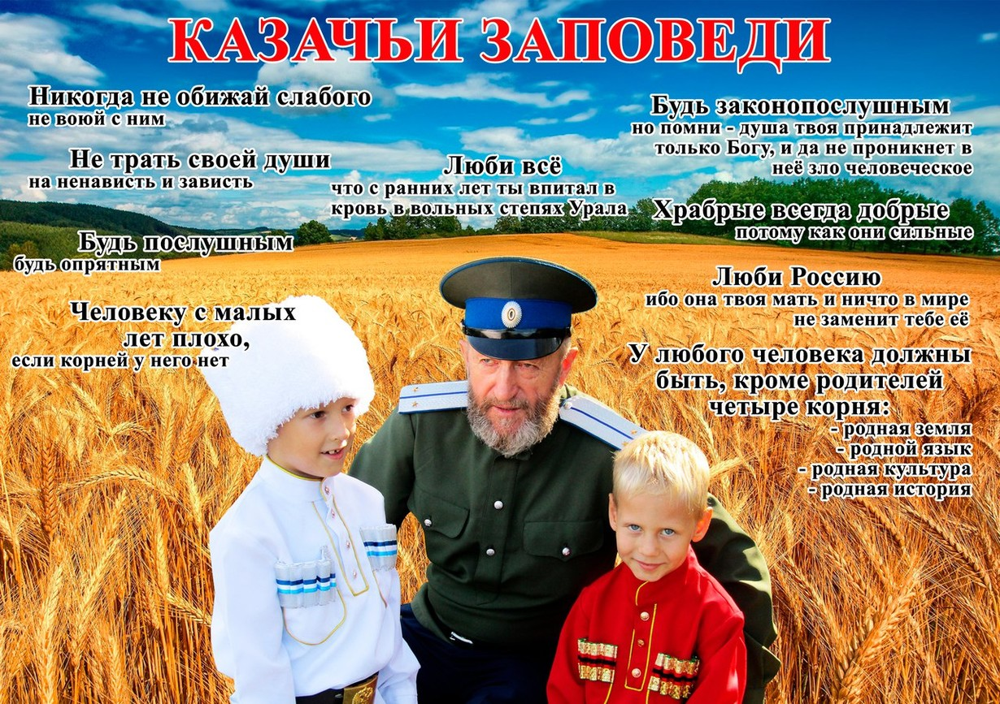 КАЗАЧЬИ ЗАПОВЕДИ
Никогда не обижай слабого
не воюй с ним
Не трать своей души
на ненависть и зависть
Будь послушным
будь опрятным
Человеку с малых
лет плохо,
если корней у него нет
Люби всё
что с ранних лет ты впитал в
кровь в вольных степях Урала
Будь законопослушным
но помни - душа твоя принадлежит
только Богу, и да не проникнет в
неё зло человеческое
Храбрые всегда добрые
потому как они сильные
Люби Россию
ибо она твоя мать и ничто в мире
не заменит тебе её
У любого человека должны
быть, кроме родителей
четыре корня:
- родная земля
- родной язык
- родная культура
- родная история